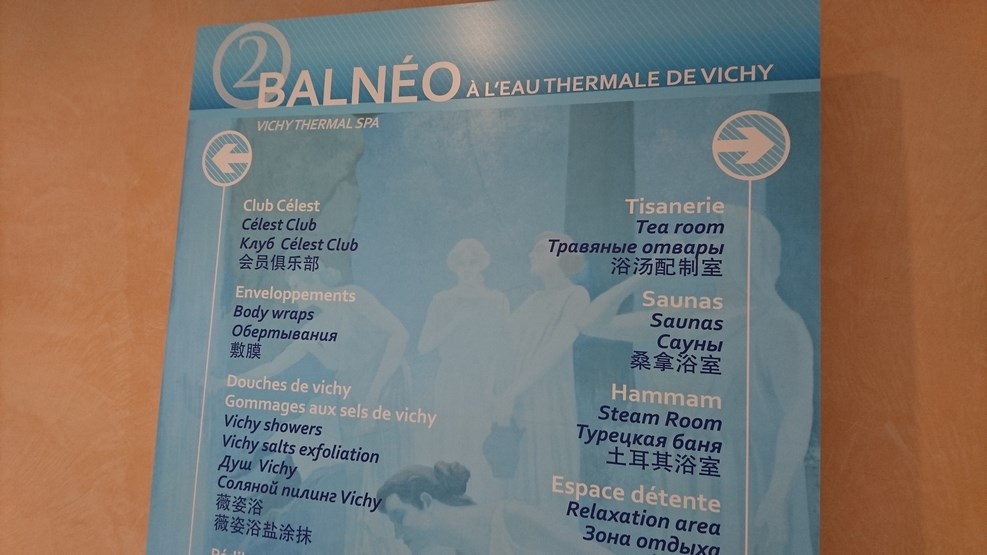 2
BALNÉO À L'EAU THERMALE DE VICHY
VICHY THERMAL SPA
Club Célest
Célest Club
Клуб Célest Club
会员俱乐部
Enveloppements
Body wraps
Обертывания
敷膜
Douches de vichy
Gommages aux sels de vichy
Vichy showers
Vichy salts exfoliation
Душ Vichy
Соляной пилинг Vichy
薇姿浴
薇姿浴盐涂抹
Tisanerie
Tea room
Травяные отвары
浴汤配制室
Saunas
Saunas
Сауны
桑拿浴室
Hammam
Steam Room
Турецкая баня
土耳其浴室
Espace détente
Relaxation area
Зона отдыха